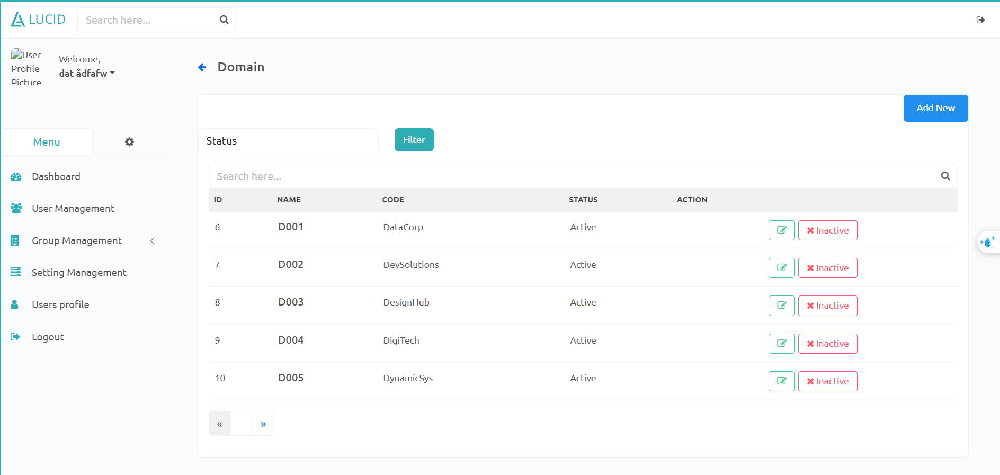 LUCID
Search here...
User
Profile
Picture
Welcome,
dat ădfafw
Menu
Dashboard
User Management
Group Management
Setting Management
Users profile
Logout
Domain
Add New
Status
Filter
Search here...
ID NAME CODE STATUS ACTION
6 D001 DataCorp Active Inactive
7 D002 DevSolutions Active Inactive
8 D003 DesignHub Active Inactive
9 D004 DigiTech Active Inactive
10 D005 DynamicSys Active Inactive
« »